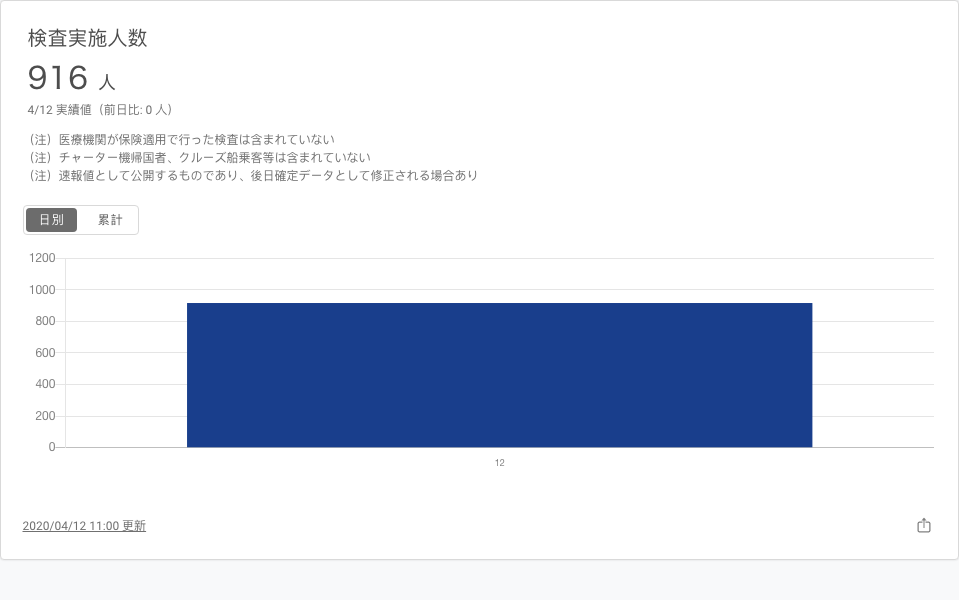 検査実施人数
916 人
4/12 実績値（前日比: 0 人）
（注）医療機関が保険適用で行った検査は含まれていない
（注）チャーター機帰国者、クルーズ船乗客等は含まれていない
（注）速報値として公開するものであり、後日確定データとして修正される場合あり
日別 累計
1200
1000
800
600
400
200
0
12
2020/04/12 11:00 更新